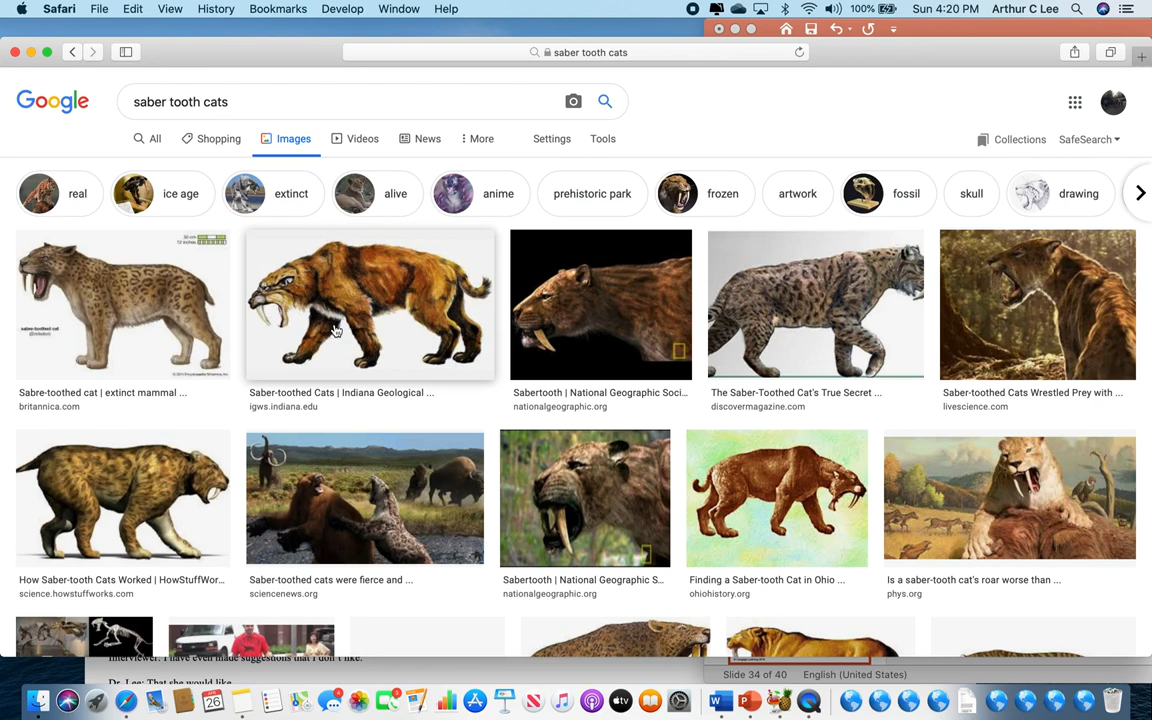 Safari File Edit View History Bookmarks Develop Window Help 100% Sun 4:20 PM Arthur C Lee
saber tooth cats
Google saber tooth cats
All Shopping Images Videos News More Settings Tools Collections SafeSearch
real ice age extinct alive anime prehistoric park frozen artwork fossil skull drawing
Sabre-toothed cat | extinct mammal ...
britannica.com
Saber-toothed Cats | Indiana Geological ...
igws.indiana.edu
Sabertooth | National Geographic Soci...
nationalgeographic.org
The Saber-Toothed Cat's True Secret ...
discovermagazine.com
Saber-toothed Cats Wrestled Prey with ...
livescience.com
How Saber-tooth Cats Worked | HowStuffWor...
science.howstuffworks.com
Saber-toothed cats were fierce and ...
sciencenews.org
Sabertooth | National Geographic S...
nationalgeographic.org
Finding a Saber-tooth Cat in Ohio ...
ohiohistory.org
Is a saber-tooth cat's roar worse than ...
phys.org
Interviewer: I have even made suggestions that I don't like.
Dr. Lee: That she would like
Slide 34 of 40 English (United States)
APR
26
4
3